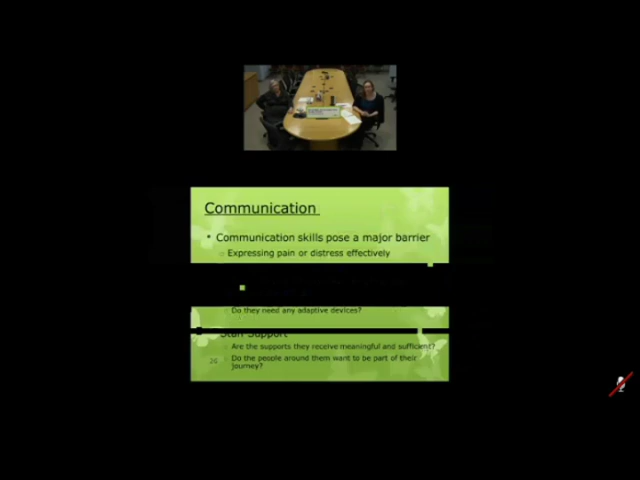 Communication
• Communication skills pose a major barrier
Expressing pain or distress effectively
Do they need any adaptive devices?
Staff Support
Are the supports they receive meaningful and sufficient?
26
Do the people around them want to be part of their
journey?